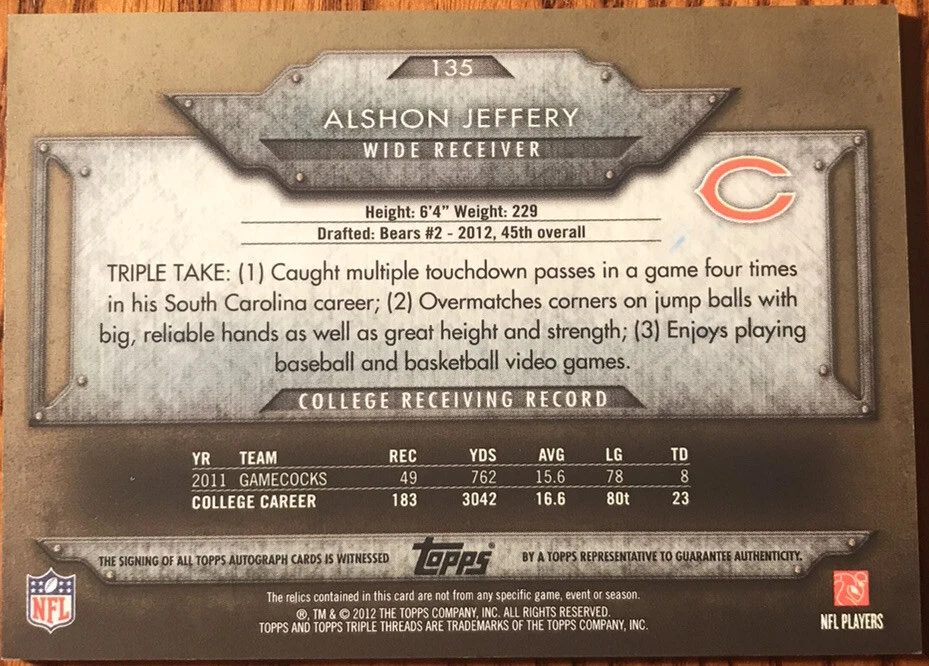 135
ALSHON JEFFERY
WIDE RECEIVER
Height: 6'4" Weight: 229
Drafted: Bears #2 - 2012, 45th overall
TRIPLE TAKE: (1) Caught multiple touchdown passes in a game four times
in his South Carolina career; (2) Overmatches corners on jump balls with
big, reliable hands as well as great height and strength; (3) Enjoys playing
baseball and basketball video games.
COLLEGE RECEIVING RECORD
YR TEAM REC YDS AVG LG TD
2011 GAMECOCKS 49 762 15.6 78 8
COLLEGE CAREER 183 3042 16.6 80t 23
THE SIGNING OF ALL TOPPS AUTOGRAPH CARDS IS WITNESSED Topps® BY A TOPPS REPRESENTATIVE TO GUARANTEE AUTHENTICITY.
The relics contained in this card are not from any specific game, event or season.
®, TM & © 2012 THE TOPPS COMPANY, INC. ALL RIGHTS RESERVED.
TOPPS AND TOPPS TRIPLE THREADS ARE TRADEMARKS OF THE TOPPS COMPANY, INC.
NFL
NFL PLAYERS
C